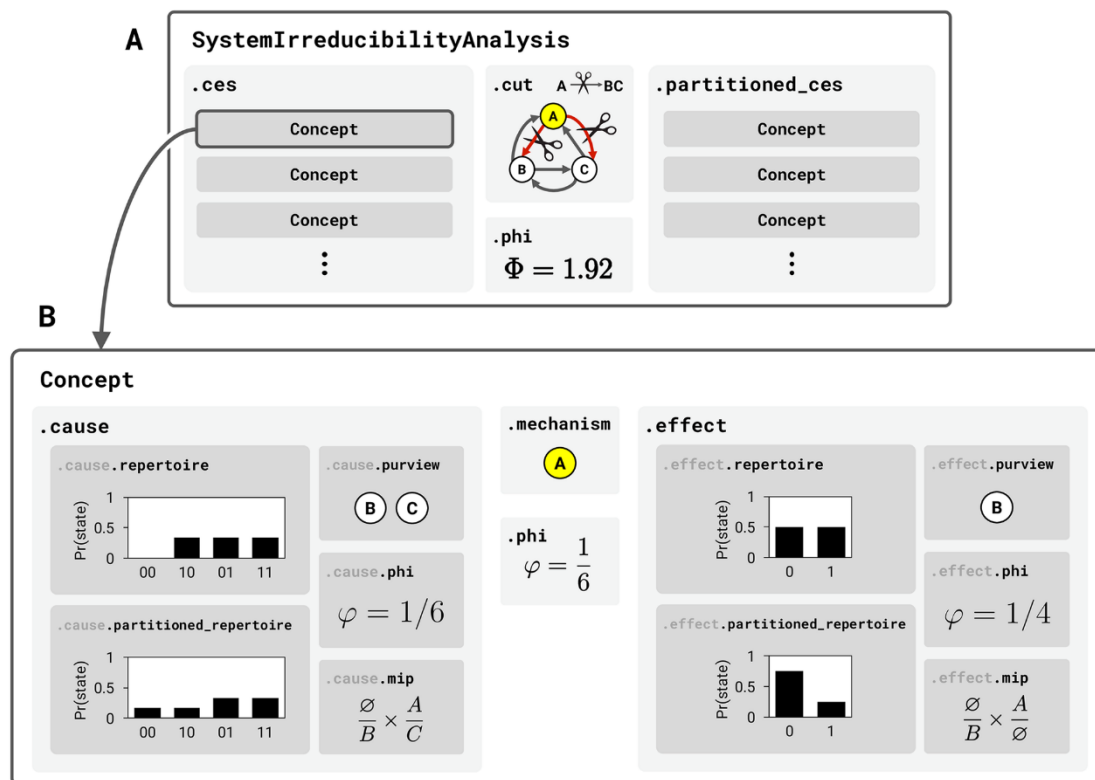 A
SystemIrreducibilityAnalysis
.ces
Concept
Concept
Concept
.cut A BC
A
B C
.phi
Φ = 1.92
.partitioned_ces
Concept
Concept
Concept
B
Concept
.cause
.cause.repertoire
Pr(state)
1
0.5
0
00 10 01 11
.cause.partitioned_repertoire
Pr(state)
1
0.5
0
00 10 01 11
.cause.purview
B C
.cause.phi
φ = 1/6
.cause.mip
∅/B × A/C
.mechanism
A
.phi
φ = 1/6
.effect
.effect.repertoire
Pr(state)
1
0.5
0
0 1
.effect.partitioned_repertoire
Pr(state)
1
0.5
0
0 1
.effect.purview
B
.effect.phi
φ = 1/4
.effect.mip
∅/B × A/∅